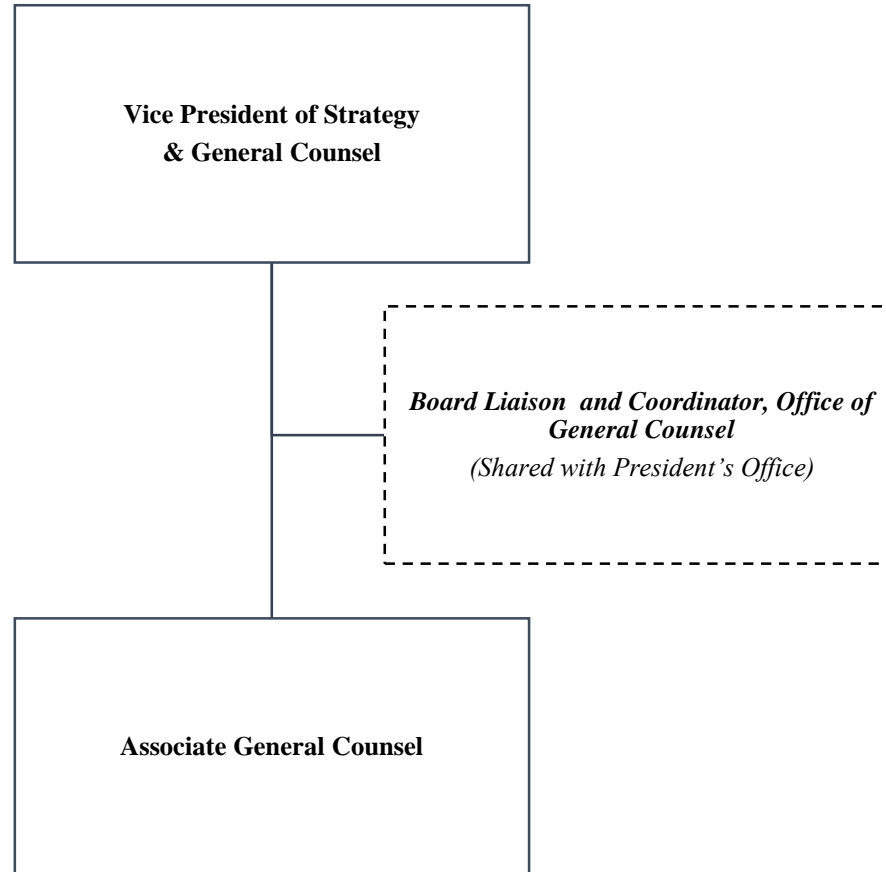 Vice President of Strategy
& General Counsel
Board Liaison and Coordinator, Office of
General Counsel
(Shared with President’s Office)
Associate General Counsel